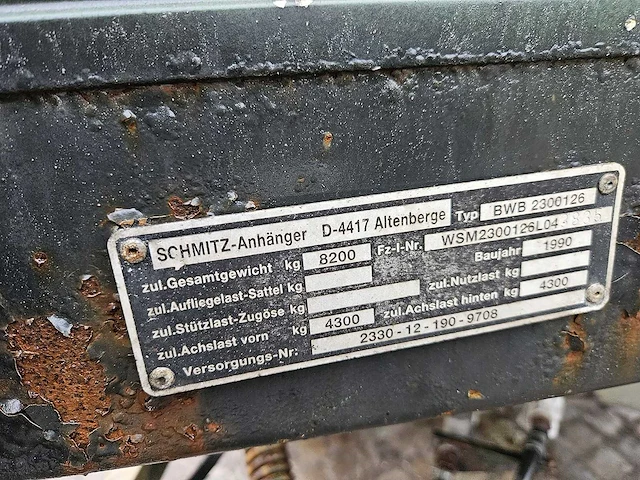 SCHMITZ-Anhänger D-4417 Altenberge Typ BWB 2300126
zul.Gesamtgewicht kg 8200 Fz-I-Nr. WSM2300126L04
zul.Aufliegelast-Sattel kg Baujahr 1990
zul.Stützlast-Zugöse kg zul.Nutzlast kg
zul.Achslast vorn kg 4300 zul.Achslast hinten kg 4300
Versorgungs-Nr. 2330-12-190-9708